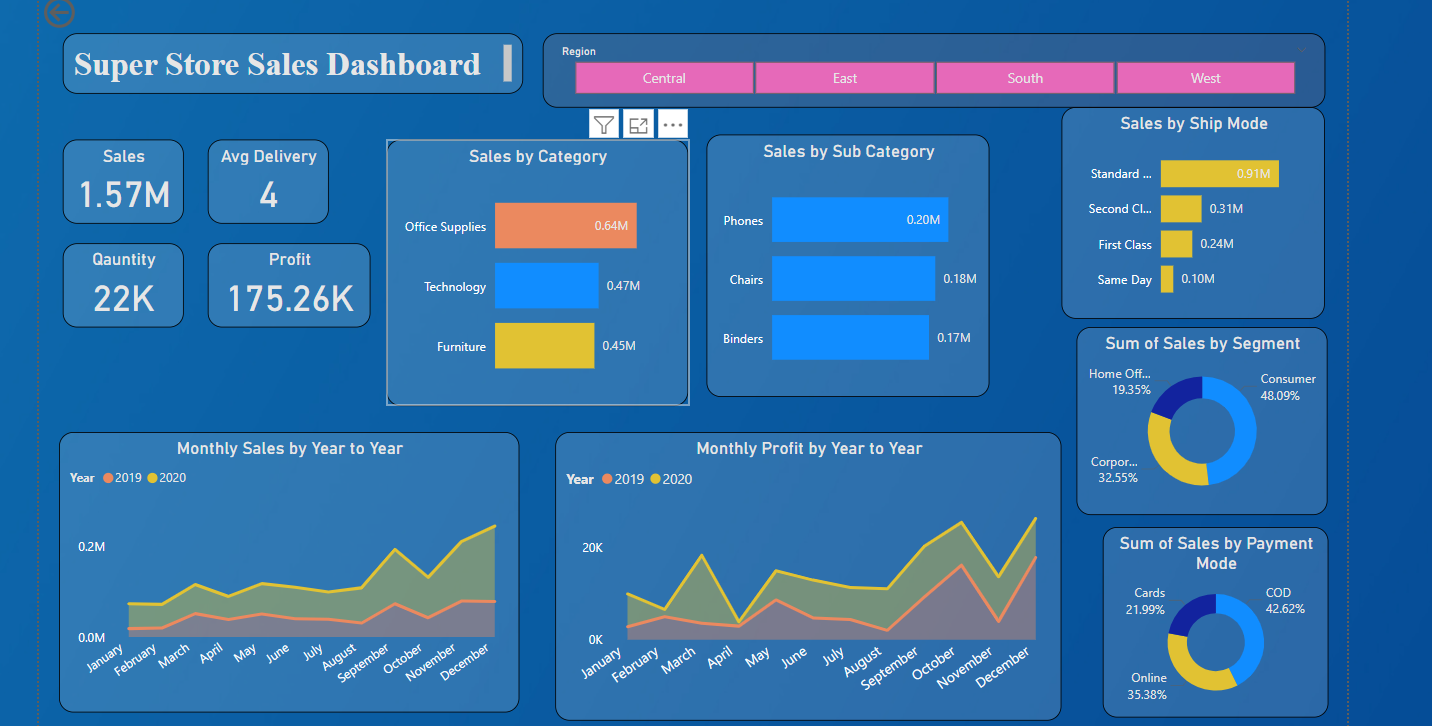 Super Store Sales Dashboard
Region
Central
East
South
West
Sales
1.57M
Avg Delivery
4
Qauntity
22K
Profit
175.26K
Sales by Category
Office Supplies
0.64M
Technology
0.47M
Furniture
0.45M
Sales by Sub Category
Phones
0.20M
Chairs
0.18M
Binders
0.17M
Sales by Ship Mode
Standard ...
0.91M
Second Cl...
0.31M
First Class
0.24M
Same Day
0.10M
Sum of Sales by Segment
Home Off...
19.35%
Consumer
48.09%
Corpor...
32.55%
Monthly Sales by Year to Year
Year 2019 2020
0.2M
0.0M
January
February
March
April
May
June
July
August
September
October
November
December
Monthly Profit by Year to Year
Year 2019 2020
20K
0K
January
February
March
April
May
June
July
August
September
October
November
December
Sum of Sales by Payment
Mode
Cards
21.99%
COD
42.62%
Online
35.38%